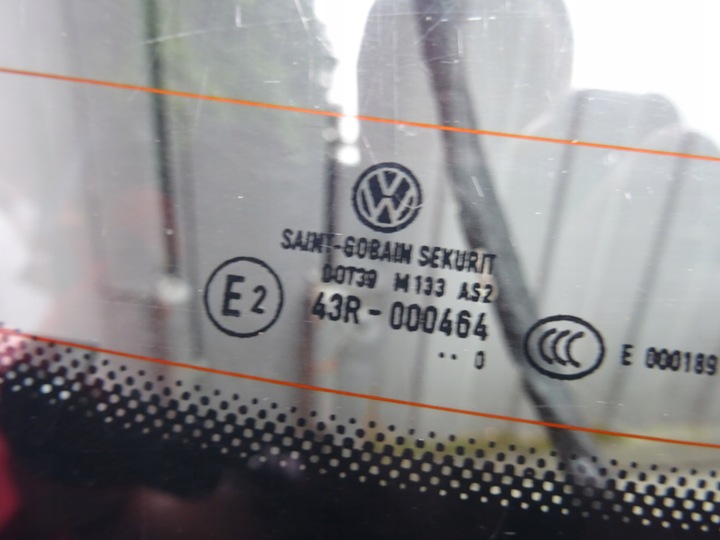 SAINT-GOBAIN SEKURIT
DOT39 M133 AS2
E2
43R-000464
·· 0
CCC E 000189